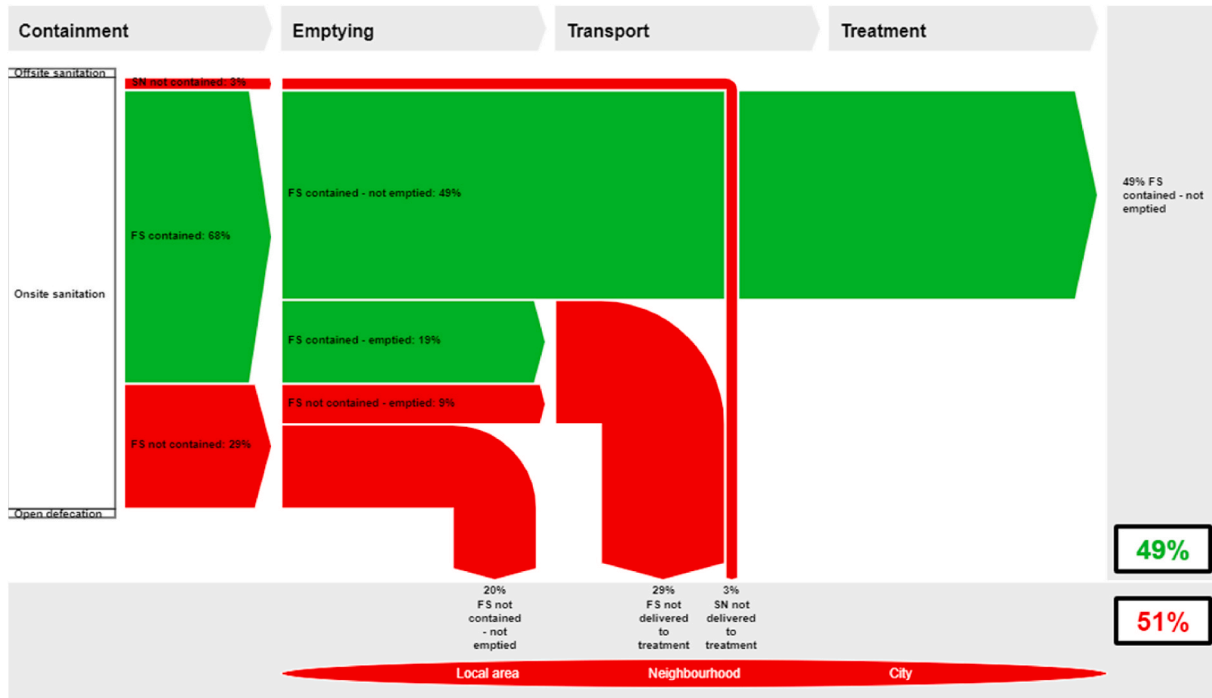 Containment
Emptying
Transport
Treatment
Offsite sanitation
SN not contained: 3%
FS contained - not emptied: 49%
49% FS
contained - not
emptied
FS contained: 68%
Onsite sanitation
FS contained - emptied: 19%
FS not contained - emptied: 9%
FS not contained: 29%
Open defecation
49%
20%
FS not
contained
- not
emptied
29%
FS not
delivered
to
treatment
3%
SN not
delivered
to
treatment
51%
Local area
Neighbourhood
City